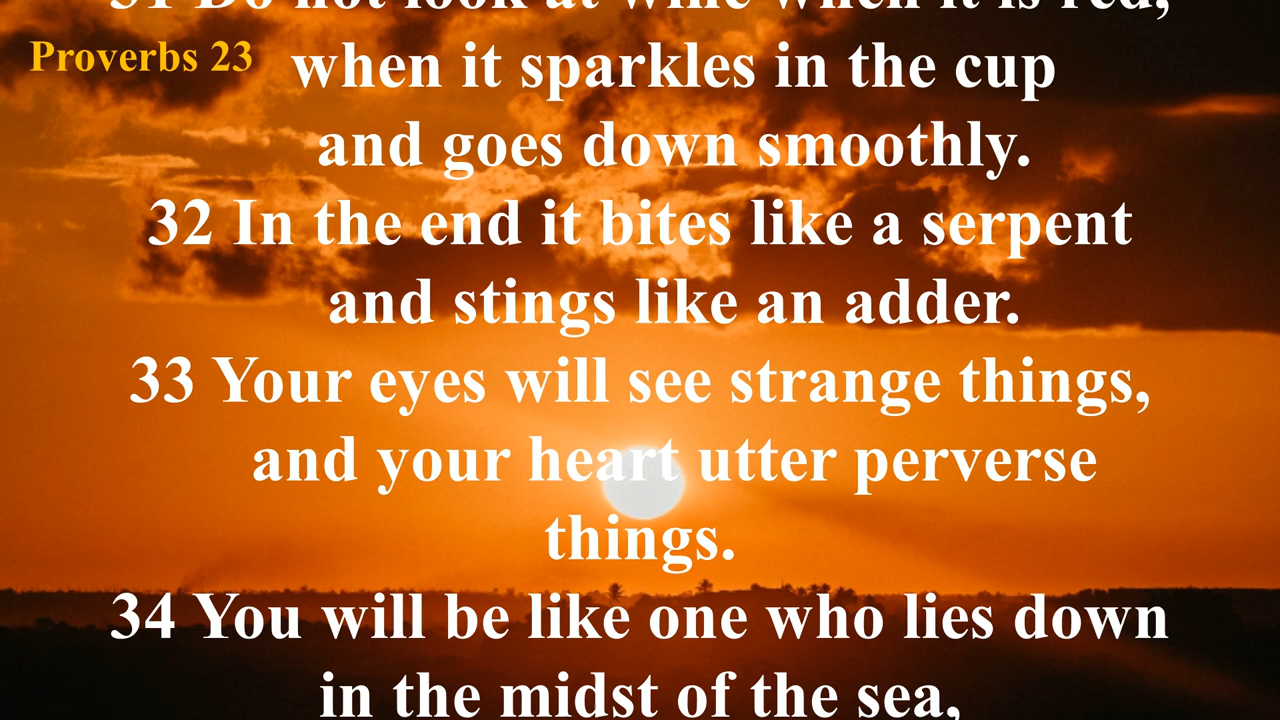 31 Do not look at wine when it is red,
Proverbs 23
when it sparkles in the cup
and goes down smoothly.
32 In the end it bites like a serpent
and stings like an adder.
33 Your eyes will see strange things,
and your heart utter perverse
things.
34 You will be like one who lies down
in the midst of the sea,